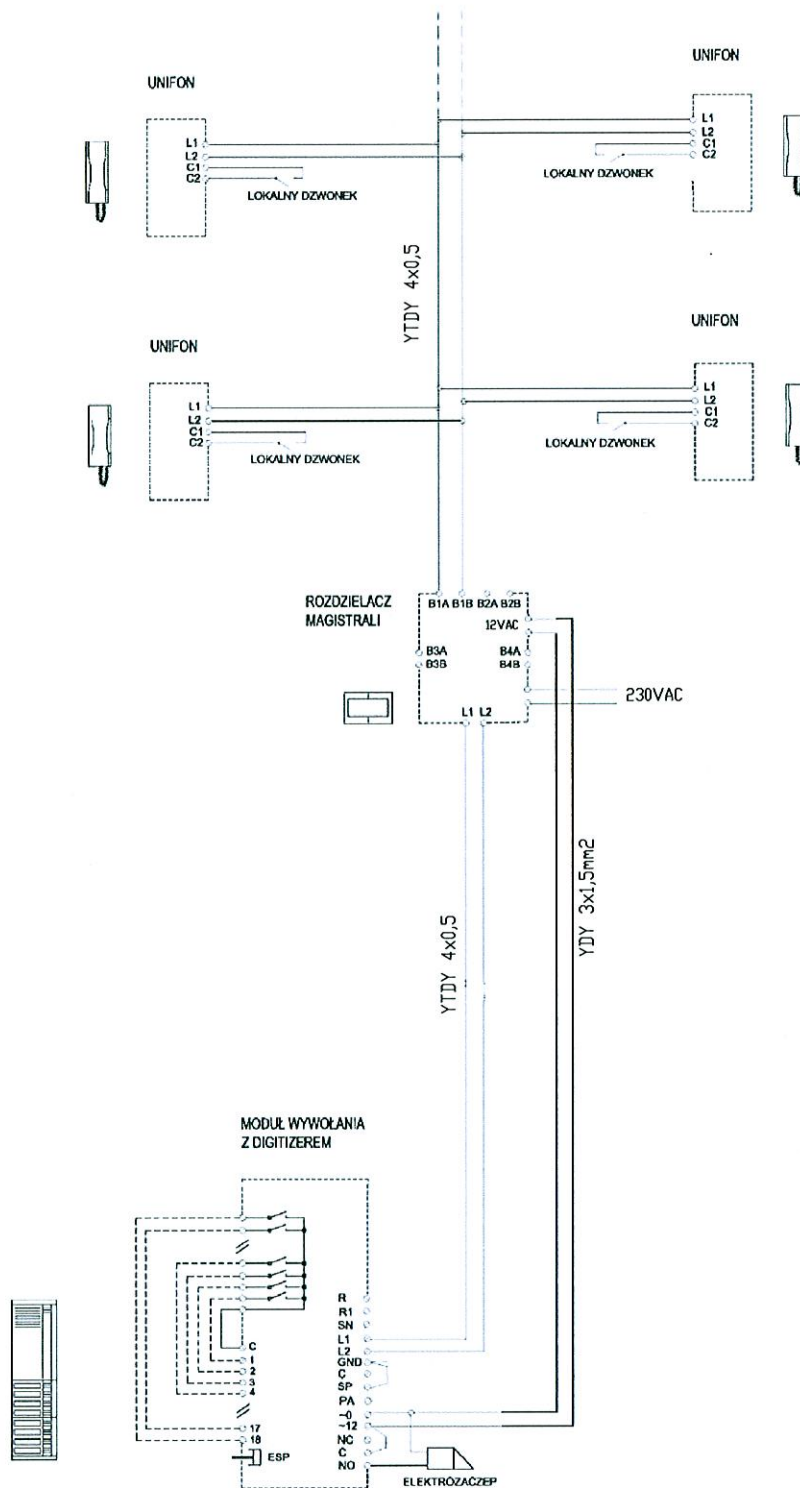 UNIFON
L1
L2
C1
C2
LOKALNY DZWONEK
UNIFON
L1
L2
C1
C2
LOKALNY DZWONEK
YTDY 4x0,5
UNIFON
L1
L2
C1
C2
LOKALNY DZWONEK
UNIFON
L1
L2
C1
C2
LOKALNY DZWONEK
ROZDZIELACZ
MAGISTRALI
B1A B1B B2A B2B
12VAC
B3A
B3B
B4A
B4B
L1 L2
230VAC
YTDY 4x0,5
YDY 3x1,5mm2
MODUŁ WYWOŁANIA
Z DIGITIZEREM
C
1
2
3
4
17
18
ESP
R
R1
SN
L1
L2
GND
C
SP
PA
~0
~12
NC
C
NO
ELEKTROZACZEP